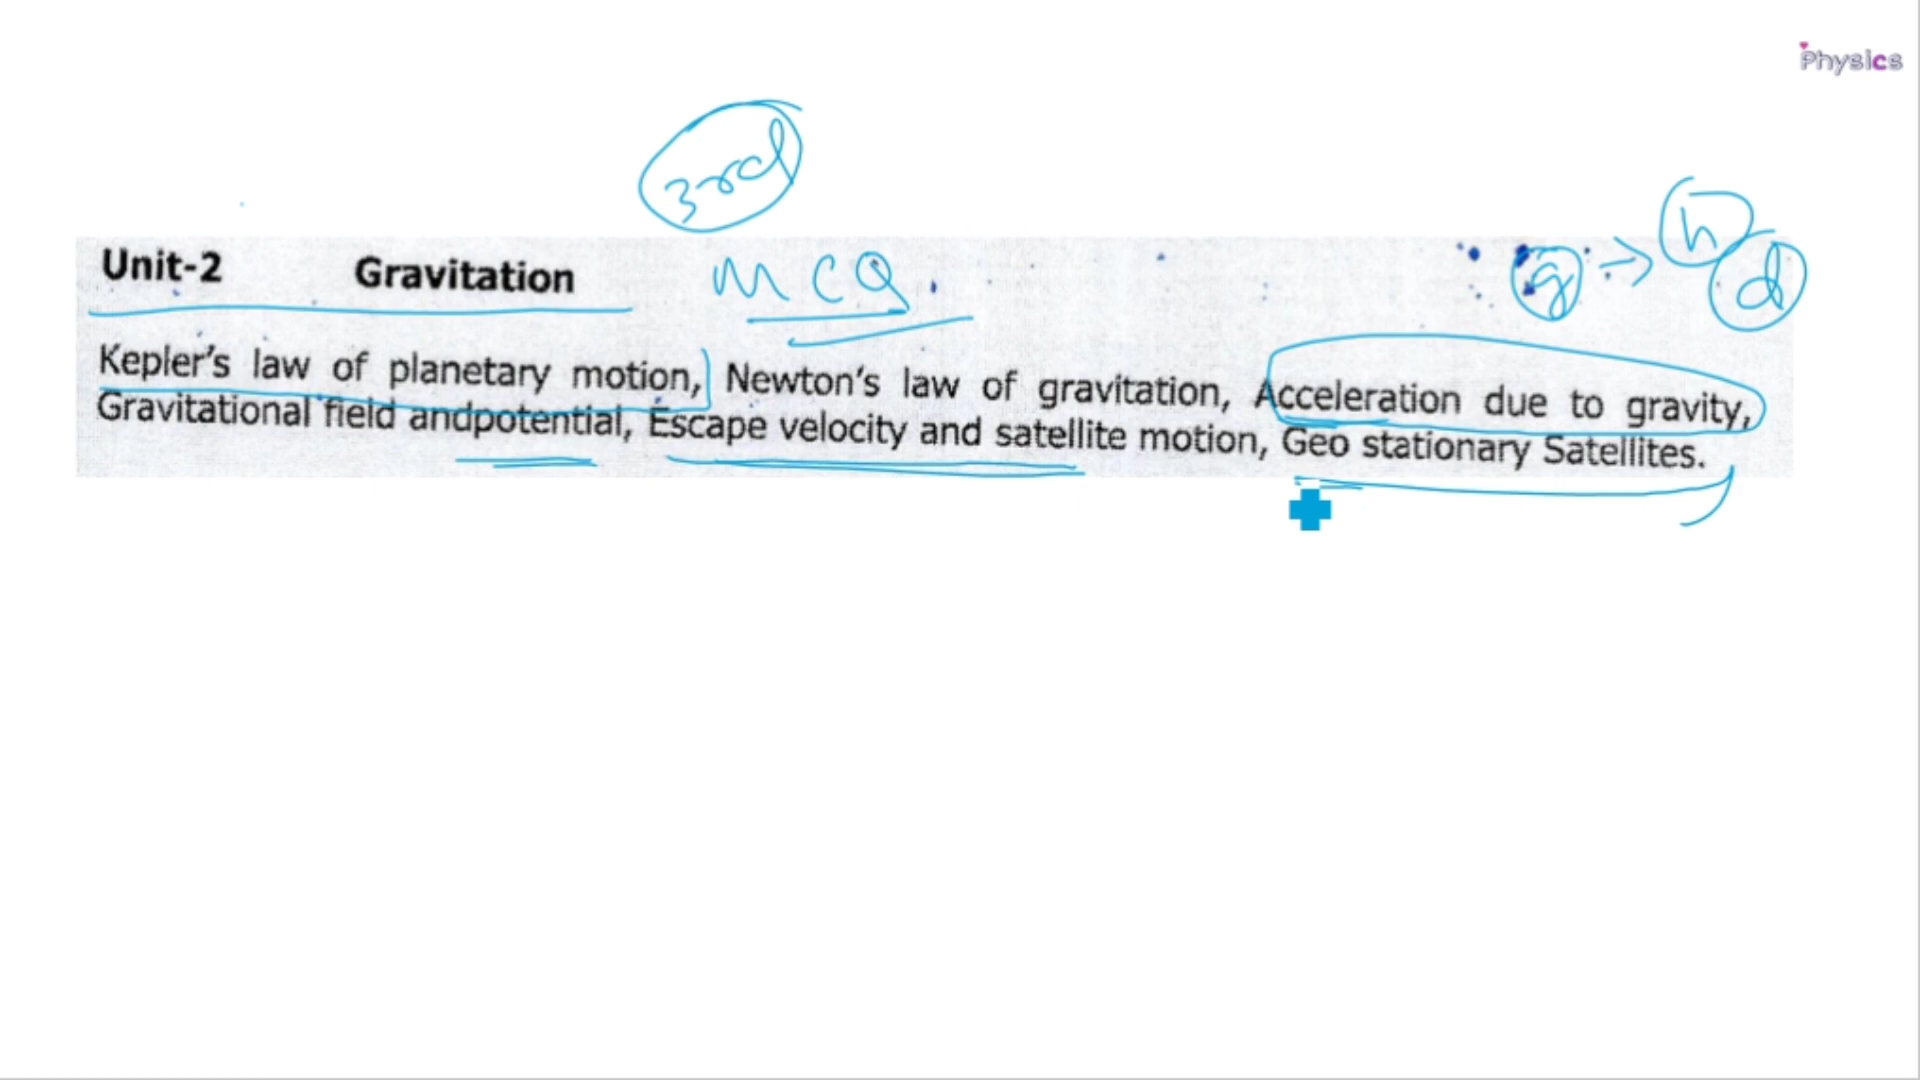 Physics
3rd
h
Unit-2 Gravitation MCQ. g → d
Kepler's law of planetary motion, Newton's law of gravitation, Acceleration due to gravity,
Gravitational field andpotential, Escape velocity and satellite motion, Geo stationary Satellites.